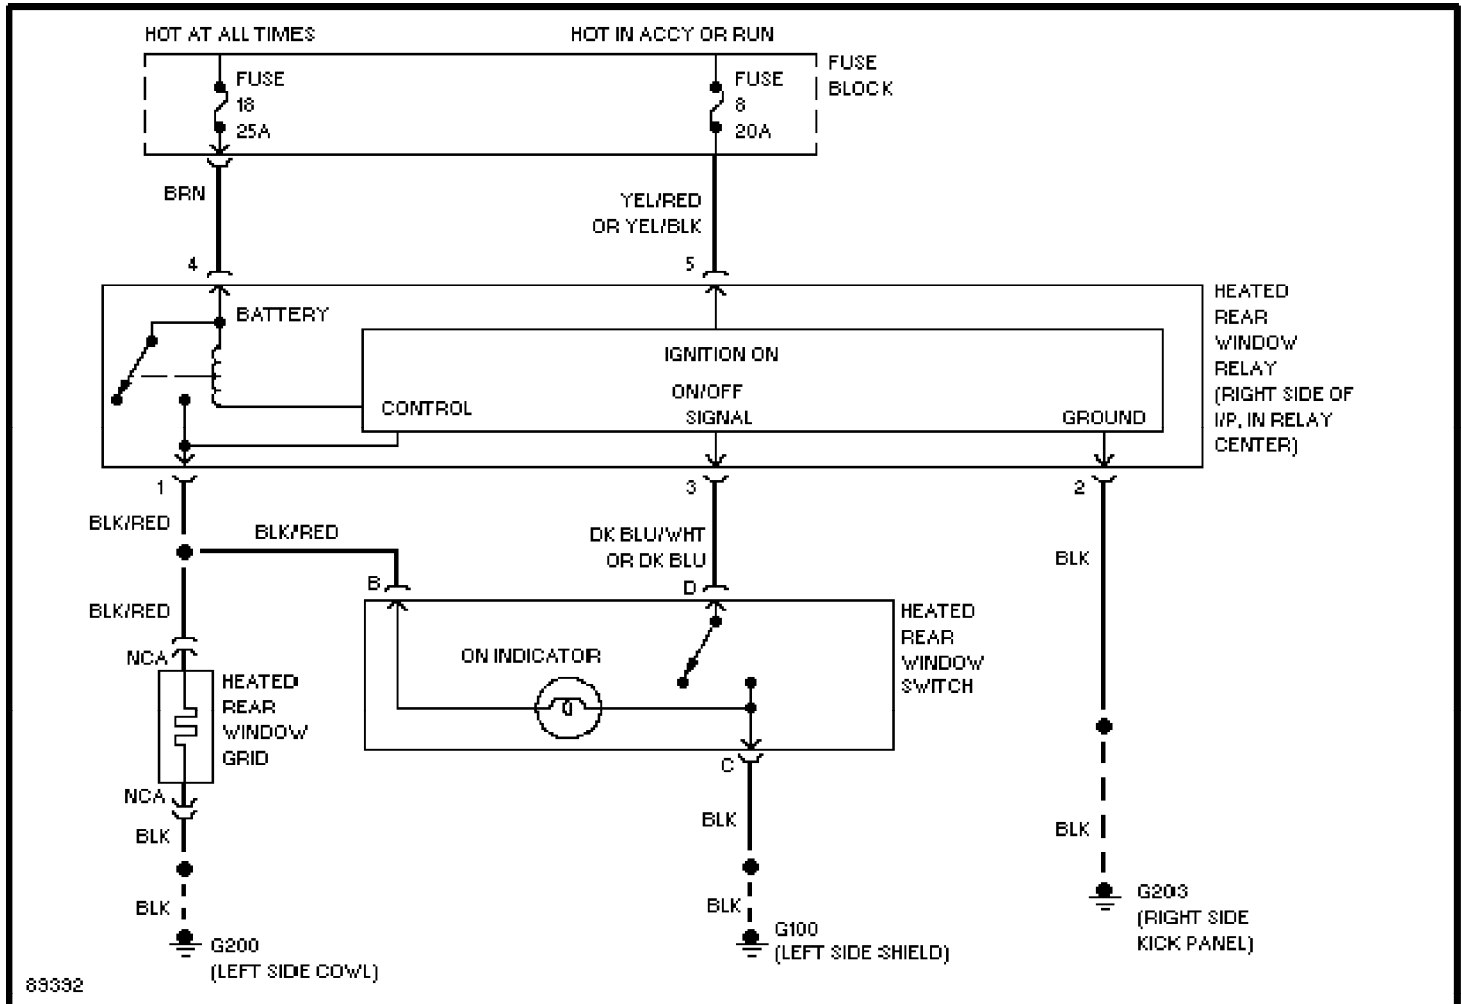 HOT AT ALL TIMES
HOT IN ACCY OR RUN
FUSE
18
25A
FUSE
8
20A
FUSE
BLOCK
BRN
YEL/RED
OR YEL/BLK
4
5
BATTERY
IGNITION ON
ON/OFF
SIGNAL
CONTROL
GROUND
HEATED
REAR
WINDOW
RELAY
(RIGHT SIDE OF
I/P, IN RELAY
CENTER)
1
3
2
BLK/RED
BLK/RED
DK BLU/WHT
OR DK BLU
BLK
B
D
BLK/RED
NCA
HEATED
REAR
WINDOW
GRID
ON INDICATOR
HEATED
REAR
WINDOW
SWITCH
NCA
C
BLK
BLK
BLK
BLK
BLK
G200
(LEFT SIDE COWL)
G100
(LEFT SIDE SHIELD)
G203
(RIGHT SIDE
KICK PANEL)
89392